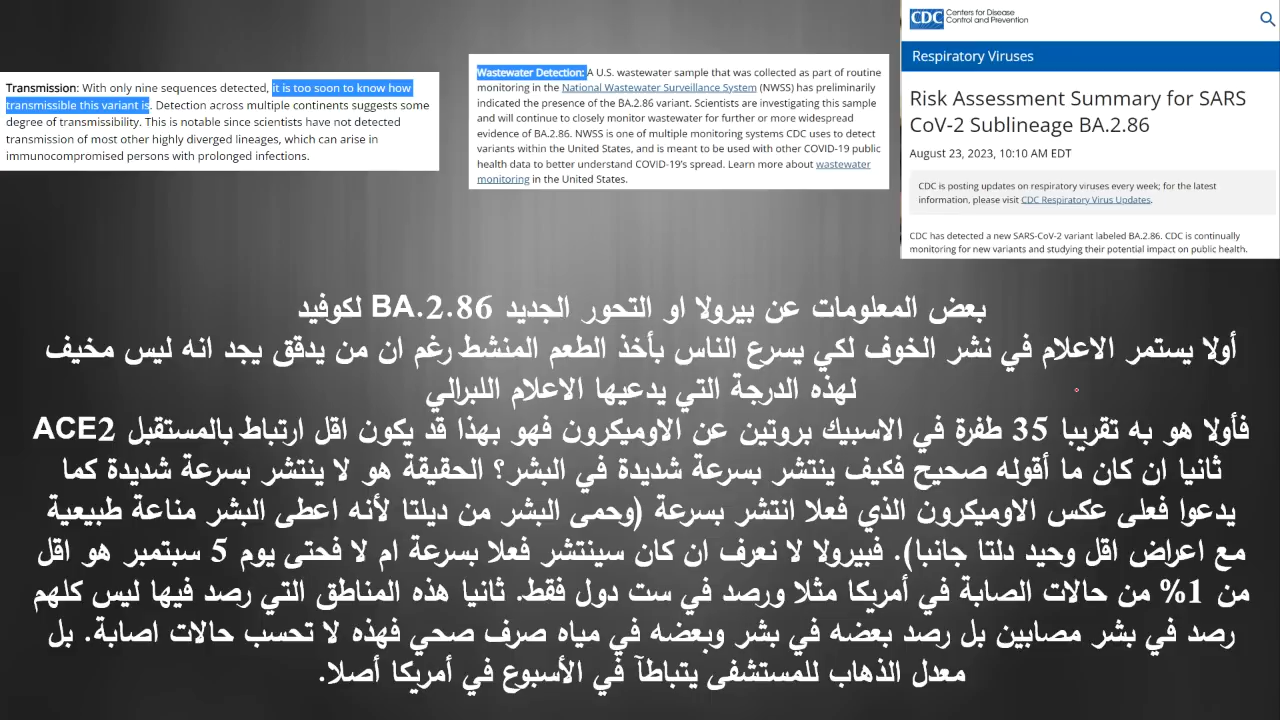 Transmission: With only nine sequences detected, it is too soon to know how
transmissible this variant is. Detection across multiple continents suggests some
degree of transmissibility. This is notable since scientists have not detected
transmission of most other highly diverged lineages, which can arise in
immunocompromised persons with prolonged infections.
Wastewater Detection: A U.S. wastewater sample that was collected as part of routine
monitoring in the National Wastewater Surveillance System (NWSS) has preliminarily
indicated the presence of the BA.2.86 variant. Scientists are investigating this sample
and will continue to closely monitor wastewater for further or more widespread
evidence of BA.2.86. NWSS is one of multiple monitoring systems CDC uses to detect
variants within the United States, and is meant to be used with other COVID-19 public
health data to better understand COVID-19's spread. Learn more about wastewater
monitoring in the United States.
CDC Centers for Disease
Control and Prevention
Respiratory Viruses
Risk Assessment Summary for SARS
CoV-2 Sublineage BA.2.86
August 23, 2023, 10:10 AM EDT
CDC is posting updates on respiratory viruses every week; for the latest
information, please visit CDC Respiratory Virus Updates.
CDC has detected a new SARS-CoV-2 variant labeled BA.2.86. CDC is continually
monitoring for new variants and studying their potential impact on public health.
بعض المعلومات عن بيرولا او التحور الجديد BA.2.86 لكوفيد
أولا يستمر الاعلام في نشر الخوف لكي يسرع الناس بأخذ الطعم المنشط رغم ان من يدقق يجد انه ليس مخيف
لهذه الدرجة التي يدعيها الاعلام اللبرالي
فأولا هو به تقريبا 35 طفرة في الاسبيك بروتين عن الاوميكرون فهو بهذا قد يكون اقل ارتباط بالمستقبل ACE2
ثانيا ان كان ما أقوله صحيح فكيف ينتشر بسرعة شديدة في البشر؟ الحقيقة هو لا ينتشر بسرعة شديدة كما
يدعوا فعلى عكس الاوميكرون الذي فعلا انتشر بسرعة (وحمى البشر من ديلتا لأنه اعطى البشر مناعة طبيعية
مع اعراض اقل وحيد دلتا جانبا). فبيرولا لا نعرف ان كان سينتشر فعلا بسرعة ام لا فحتى يوم 5 سبتمبر هو اقل
من 1% من حالات الصابة في أمريكا مثلا ورصد في ست دول فقط. ثانيا هذه المناطق التي رصد فيها ليس كلهم
رصد في بشر مصابين بل رصد بعضه في بشر وبعضه في مياه صرف صحي فهذه لا تحسب حالات اصابة. بل
معدل الذهاب للمستشفى يتباطآ في الأسبوع في أمريكا أصلا.